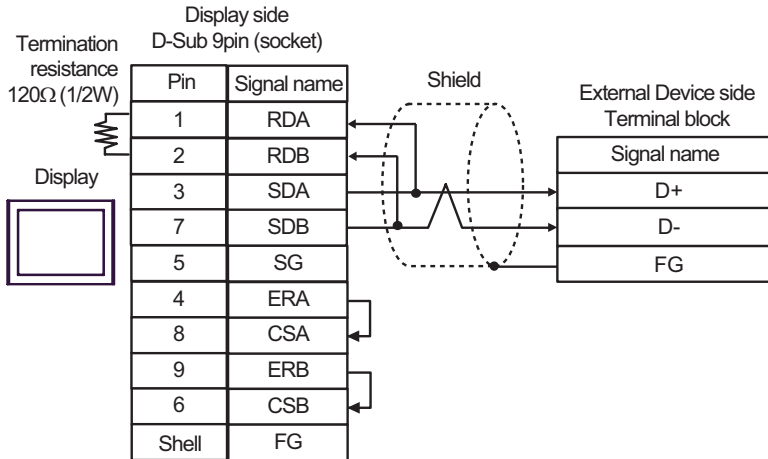 Display side
D-Sub 9pin (socket)
Termination
resistance
120Ω (1/2W)
Display
Pin Signal name
1 RDA
2 RDB
3 SDA
7 SDB
5 SG
4 ERA
8 CSA
9 ERB
6 CSB
Shell FG
Shield
External Device side
Terminal block
Signal name
D+
D-
FG